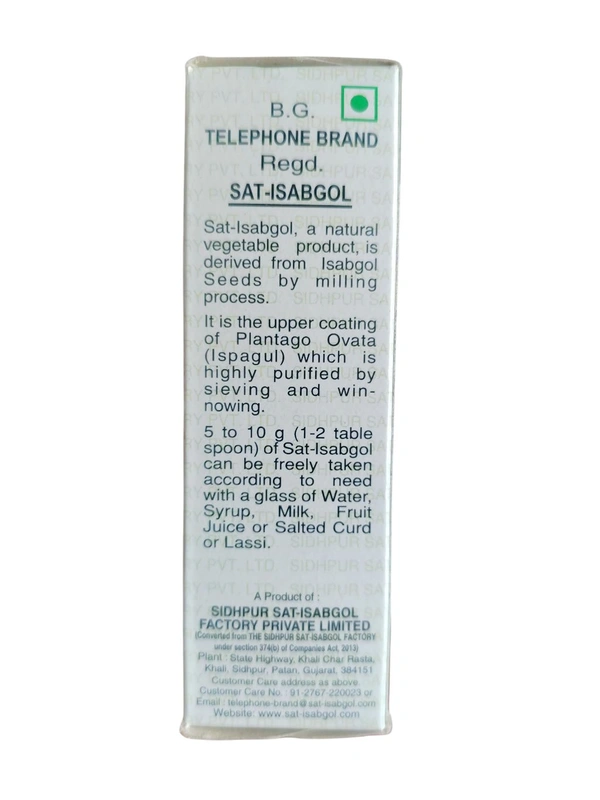 B.G.
TELEPHONE BRAND
Regd.
SAT-ISABGOL
Sat-Isabgol, a natural
vegetable product, is
derived from Isabgol
Seeds by milling
process.
It is the upper coating
of Plantago Ovata
(Ispagul) which is
highly purified by
sieving and win-
nowing.
5 to 10 g (1-2 table
spoon) of Sat-Isabgol
can be freely taken
according to need
with a glass of Water,
Syrup, Milk, Fruit
Juice or Salted Curd
or Lassi.
A Product of :
SIDHPUR SAT-ISABGOL
FACTORY PRIVATE LIMITED
(Converted from THE SIDHPUR SAT-ISABGOL FACTORY
under section 374(b) of Companies Act, 2013)
Plant : State Highway, Khali Char Rasta,
Khali, Sidhpur, Patan, Gujarat, 384151
Customer Care address as above.
Customer Care No. : 91-2767-220023 or
Email : telephone-brand@sat-isabgol.com
Website: www.sat-isabgol.com